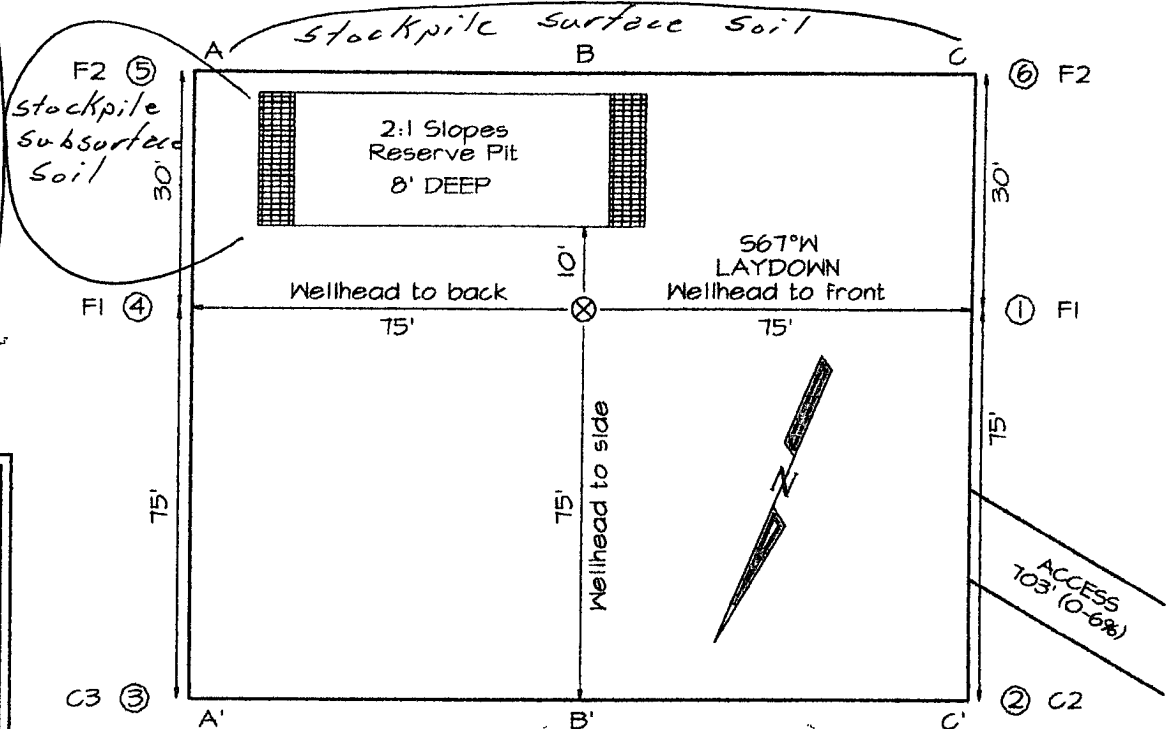 stockpile surface soil
A B C
F2 ⑤
⑥ F2
stockpile
subsurface
soil
30'
2:1 Slopes
Reserve Pit
8' DEEP
30'
10'
S67°W
LAYDOWN
Wellhead to back
Wellhead to front
F1 ④
① F1
75'
75'
75'
75'
Wellhead to side
75'
N
ACCESS
703' (0-6%)
C3 ③
② C2
A' B' C'